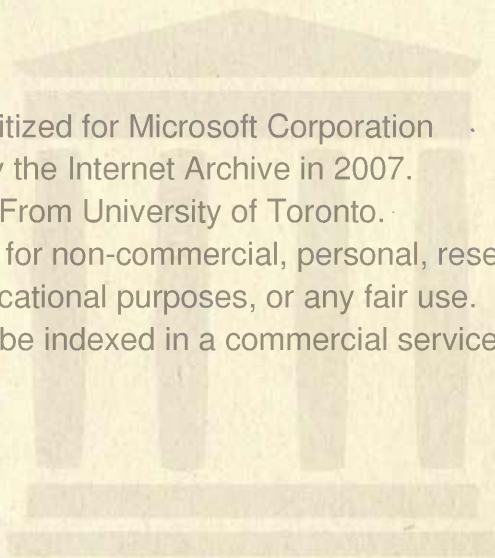 itized for Microsoft Corporation
the Internet Archive in 2007.
From University of Toronto.
for non-commercial, personal, rese
cational purposes, or any fair use.
be indexed in a commercial service